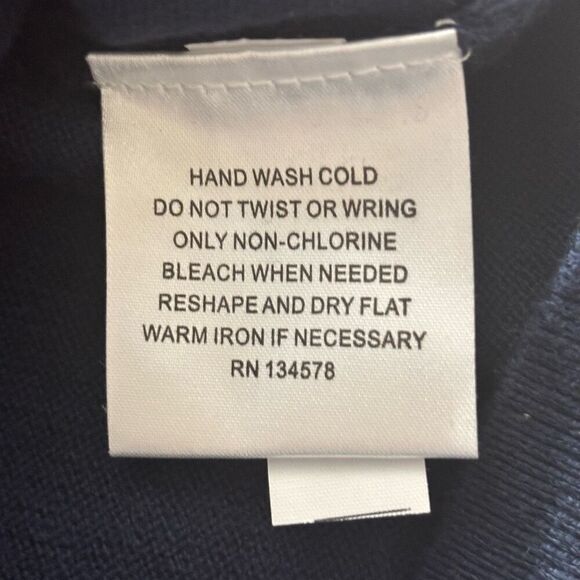 HAND WASH COLD
DO NOT TWIST OR WRING
ONLY NON-CHLORINE
BLEACH WHEN NEEDED
RESHAPE AND DRY FLAT
WARM IRON IF NECESSARY
RN 134578